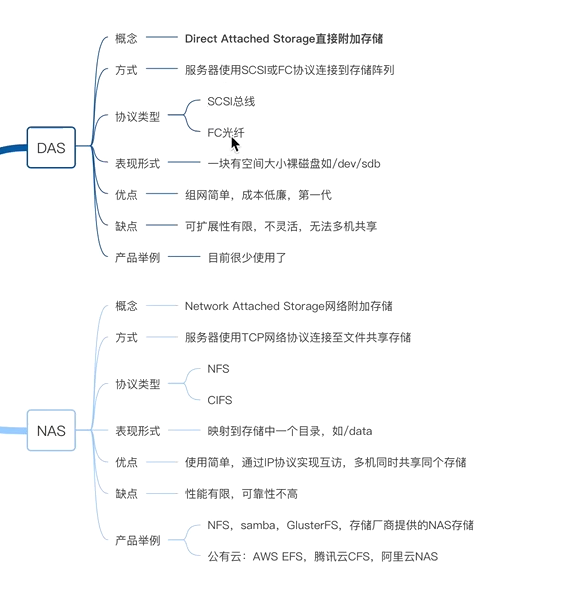 概念
Direct Attached Storage直接附加存储
方式
服务器使用SCSI或FC协议连接到存储阵列
协议类型
SCSI总线
FC光纤
DAS
表现形式
一块有空间大小裸磁盘如/dev/sdb
优点
组网简单，成本低廉，第一代
缺点
可扩展性有限，不灵活，无法多机共享
产品举例
目前很少使用了
概念
Network Attached Storage网络附加存储
方式
服务器使用TCP网络协议连接至文件共享存储
协议类型
NFS
CIFS
NAS
表现形式
映射到存储中一个目录，如/data
优点
使用简单，通过IP协议实现互访，多机同时共享同个存储
缺点
性能有限，可靠性不高
产品举例
NFS，samba，GlusterFS，存储厂商提供的NAS存储
公有云：AWS EFS，腾讯云CFS，阿里云NAS